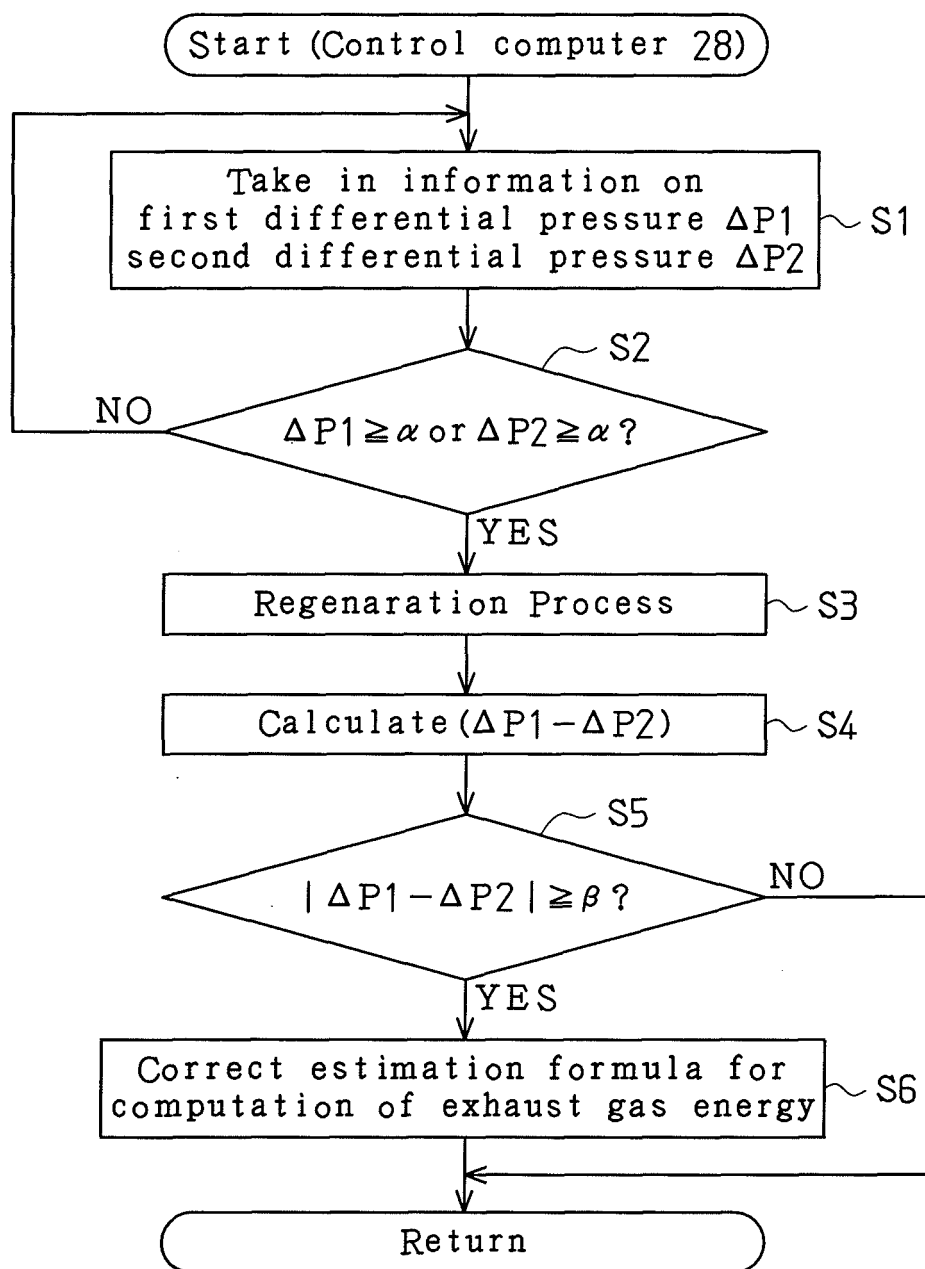 Start (Control computer 28)
Take in information on
first differential pressure ΔP1
second differential pressure ΔP2
S1
S2
NO
ΔP1≧α or ΔP2≧α?
YES
Regenaration Process
S3
Calculate (ΔP1−ΔP2)
S4
S5
NO
|ΔP1−ΔP2|≧β?
YES
Correct estimation formula for
computation of exhaust gas energy
S6
Return